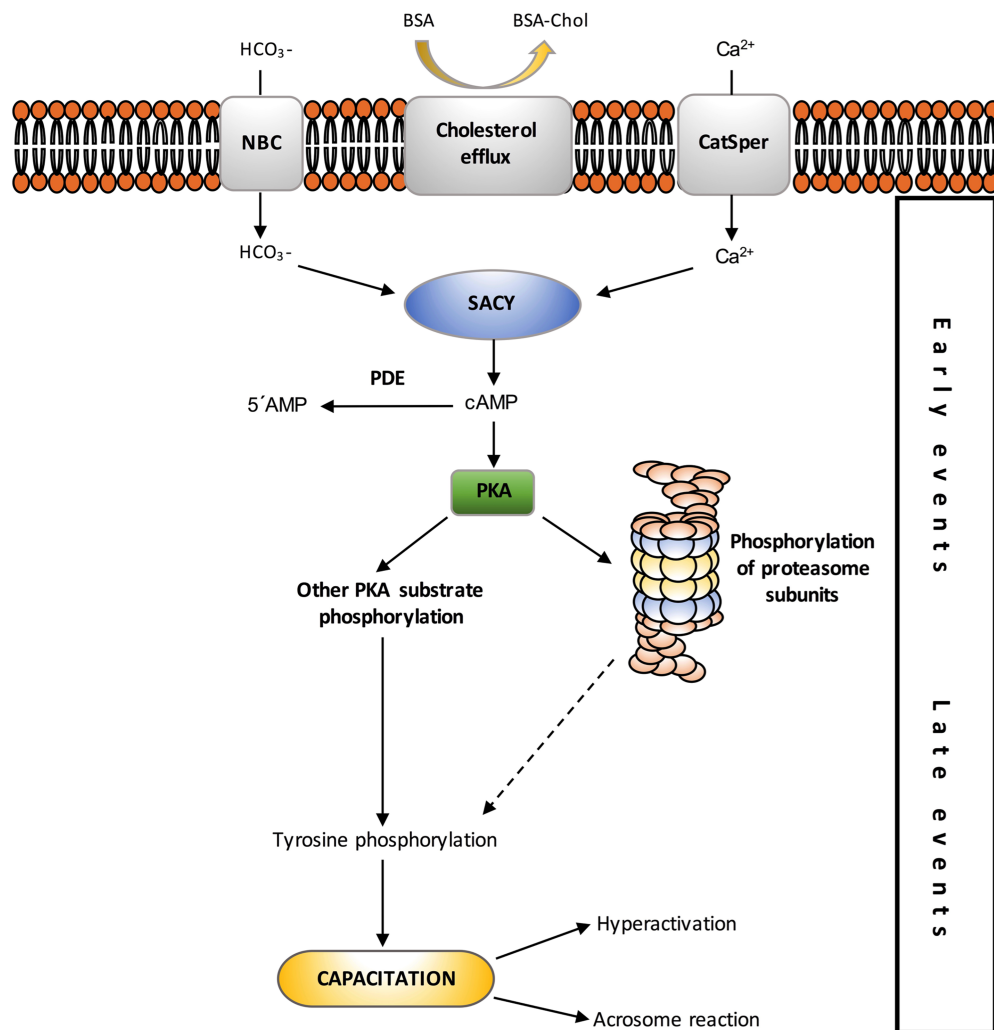 BSA
BSA-Chol
HCO₃-
Ca²⁺
NBC
Cholesterol
efflux
CatSper
HCO₃-
Ca²⁺
SACY
PDE
5´AMP
cAMP
PKA
Phosphorylation
of proteasome
subunits
Other PKA substrate
phosphorylation
Tyrosine phosphorylation
Hyperactivation
CAPACITATION
Acrosome reaction
Early events
Late events